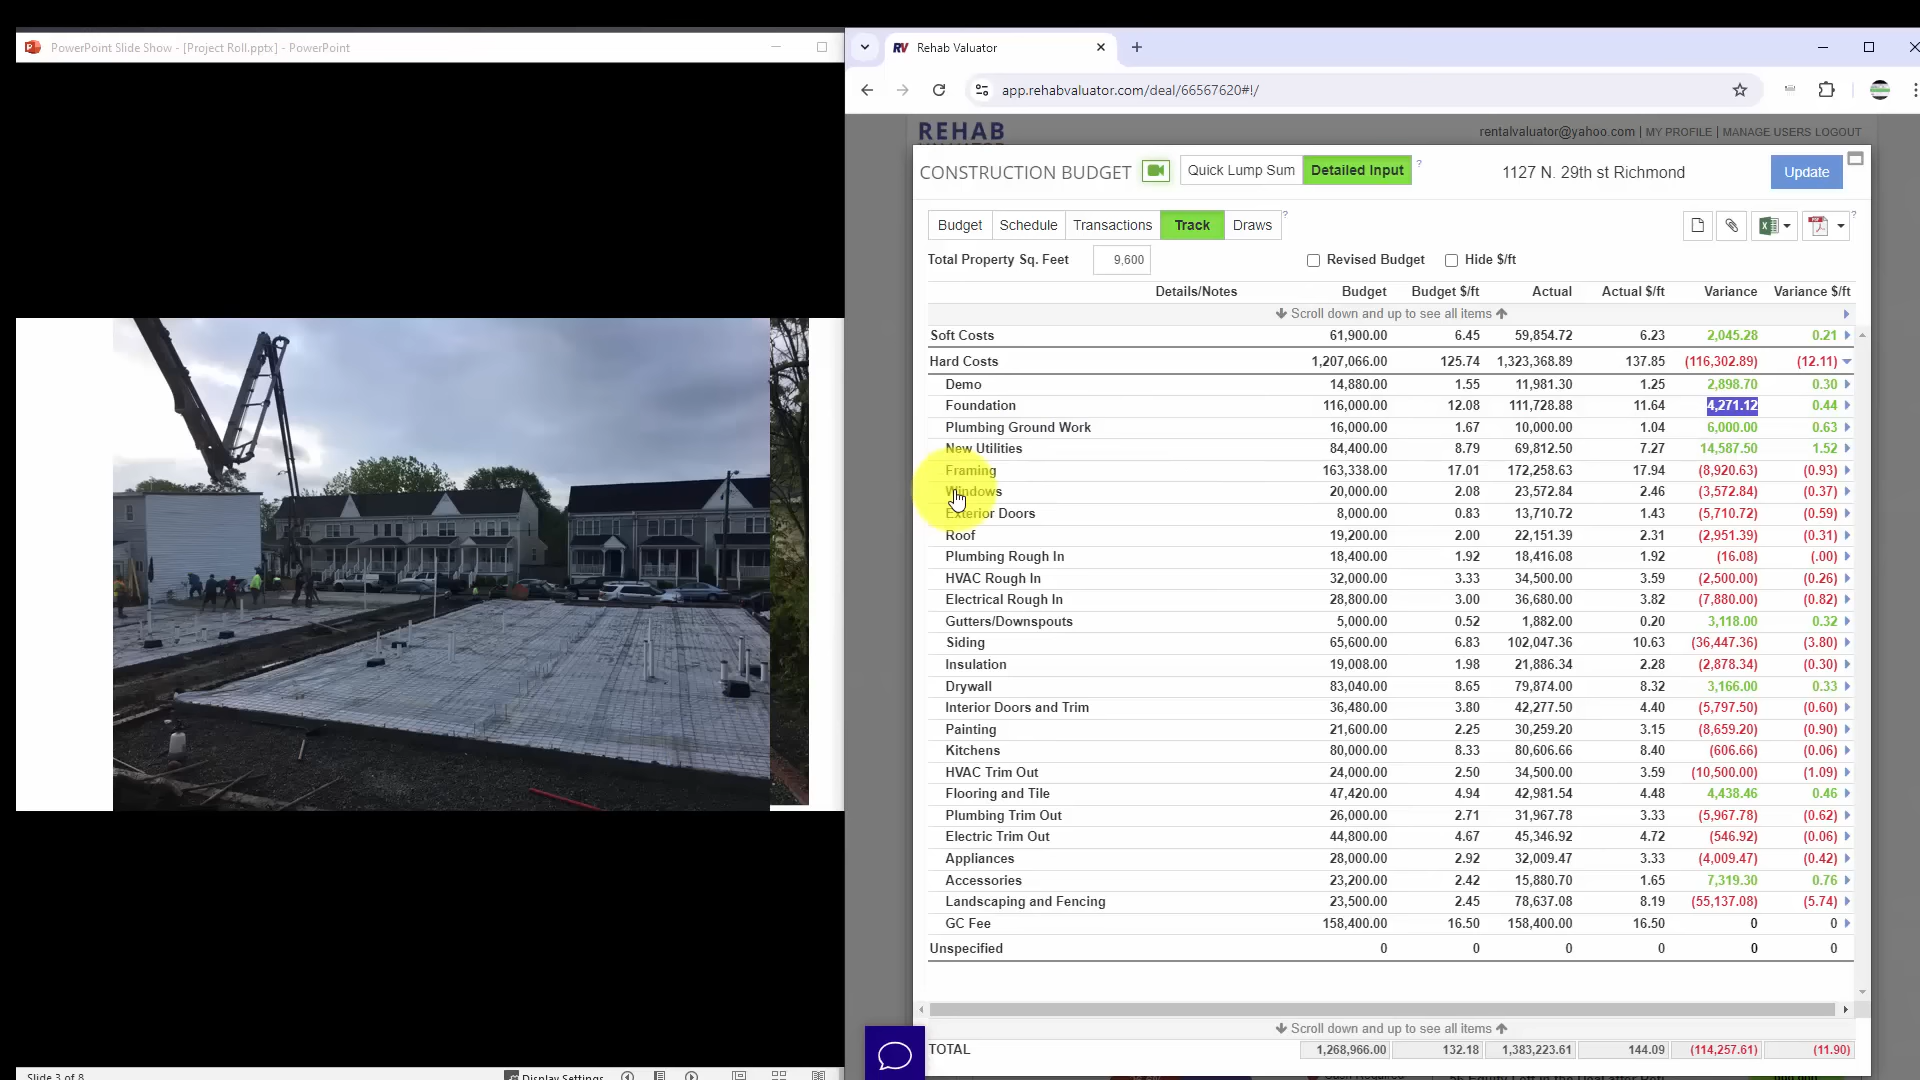 PowerPoint Slide Show - [Project Roll.pptx] - PowerPoint
Rehab Valuator
app.rehabvaluator.com/deal/66567620#!/
REHAB
rentalvaluator@yahoo.com | MY PROFILE | MANAGE USERS LOGOUT
CONSTRUCTION BUDGET Quick Lump Sum Detailed Input ? 1127 N. 29th st Richmond Update
Budget Schedule Transactions Track Draws ? ?
Total Property Sq. Feet 9,600 Revised Budget Hide $/ft
Details/Notes Budget Budget $/ft Actual Actual $/ft Variance Variance $/ft
Scroll down and up to see all items
Soft Costs 61,900.00 6.45 59,854.72 6.23 2,045.28 0.21
Hard Costs 1,207,066.00 125.74 1,323,368.89 137.85 (116,302.89) (12.11)
Demo 14,880.00 1.55 11,981.30 1.25 2,898.70 0.30
Foundation 116,000.00 12.08 111,728.88 11.64 4,271.12 0.44
Plumbing Ground Work 16,000.00 1.67 10,000.00 1.04 6,000.00 0.63
New Utilities 84,400.00 8.79 69,812.50 7.27 14,587.50 1.52
Framing 163,338.00 17.01 172,258.63 17.94 (8,920.63) (0.93)
Windows 20,000.00 2.08 23,572.84 2.46 (3,572.84) (0.37)
Exterior Doors 8,000.00 0.83 13,710.72 1.43 (5,710.72) (0.59)
Roof 19,200.00 2.00 22,151.39 2.31 (2,951.39) (0.31)
Plumbing Rough In 18,400.00 1.92 18,416.08 1.92 (16.08) (.00)
HVAC Rough In 32,000.00 3.33 34,500.00 3.59 (2,500.00) (0.26)
Electrical Rough In 28,800.00 3.00 36,680.00 3.82 (7,880.00) (0.82)
Gutters/Downspouts 5,000.00 0.52 1,882.00 0.20 3,118.00 0.32
Siding 65,600.00 6.83 102,047.36 10.63 (36,447.36) (3.80)
Insulation 19,008.00 1.98 21,886.34 2.28 (2,878.34) (0.30)
Drywall 83,040.00 8.65 79,874.00 8.32 3,166.00 0.33
Interior Doors and Trim 36,480.00 3.80 42,277.50 4.40 (5,797.50) (0.60)
Painting 21,600.00 2.25 30,259.20 3.15 (8,659.20) (0.90)
Kitchens 80,000.00 8.33 80,606.66 8.40 (606.66) (0.06)
HVAC Trim Out 24,000.00 2.50 34,500.00 3.59 (10,500.00) (1.09)
Flooring and Tile 47,420.00 4.94 42,981.54 4.48 4,438.46 0.46
Plumbing Trim Out 26,000.00 2.71 31,967.78 3.33 (5,967.78) (0.62)
Electric Trim Out 44,800.00 4.67 45,346.92 4.72 (546.92) (0.06)
Appliances 28,000.00 2.92 32,009.47 3.33 (4,009.47) (0.42)
Accessories 23,200.00 2.42 15,880.70 1.65 7,319.30 0.76
Landscaping and Fencing 23,500.00 2.45 78,637.08 8.19 (55,137.08) (5.74)
GC Fee 158,400.00 16.50 158,400.00 16.50 0 0
Unspecified 0 0 0 0 0 0
Scroll down and up to see all items
TOTAL 1,268,966.00 132.18 1,383,223.61 144.09 (114,257.61) (11.90)
Slide 3 of 8 Display Settings